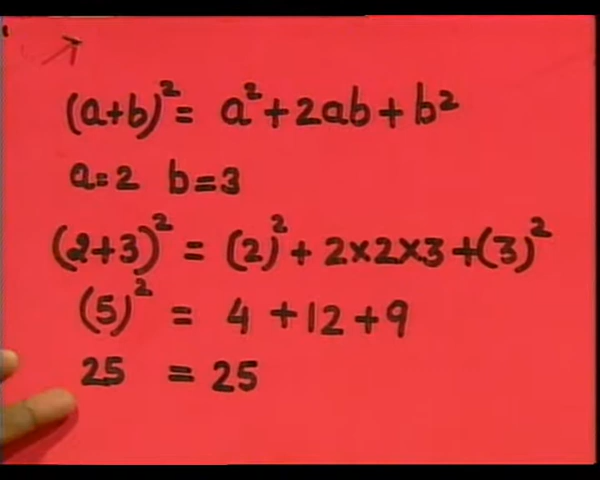 (a+b)² = a² + 2ab + b²
a=2 b=3
(2+3)² = (2)² + 2×2×3 + (3)²
(5)² = 4 + 12 + 9
25 = 25